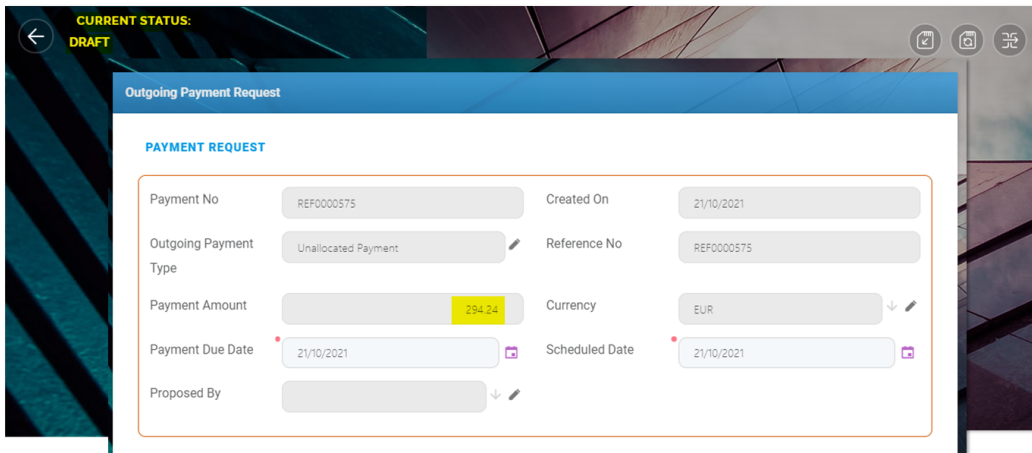 CURRENT STATUS:
DRAFT
Outgoing Payment Request
PAYMENT REQUEST
Payment No REF0000575 Created On 21/10/2021
Outgoing Payment Type Unallocated Payment Reference No REF0000575
Payment Amount 294.24 Currency EUR
Payment Due Date 21/10/2021 Scheduled Date 21/10/2021
Proposed By